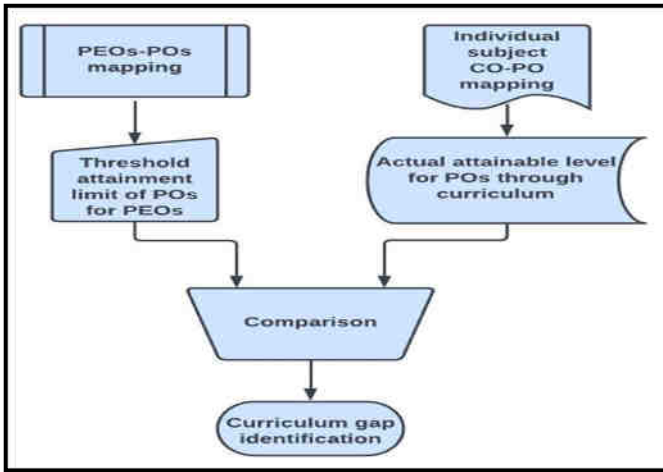 PEOs-POs
mapping
Individual
subject
CO-PO
mapping
Threshold
attainment
limit of POs
for PEOs
Actual attainable level
for POs through
curriculum
Comparison
Curriculum gap
identification